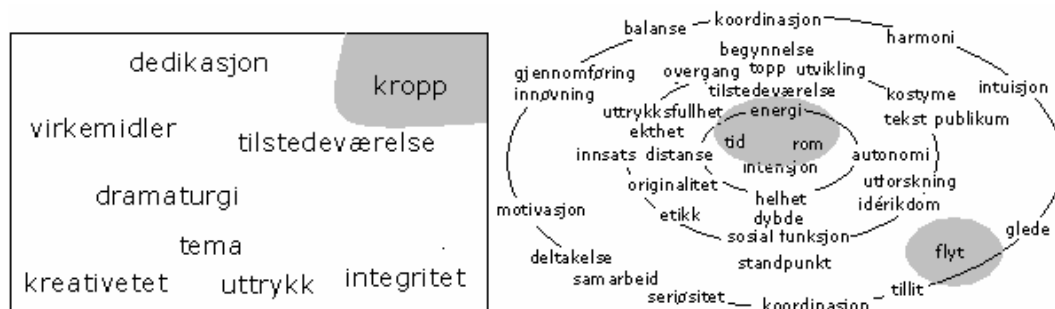 dedikasjon
kropp
virkemidler
tilstedeværelse
dramaturgi
tema
kreativetet
uttrykk
integritet
balanse
koordinasjon
harmoni
begynnelse
gjennomføring
overgang
topp
utvikling
innøvning
tilstedeværelse
intuisjon
kostyme
uttrykksfullhet
energi
tekst publikum
ekthet
tid
rom
innsats
distanse
autonomi
intensjon
originalitet
utforskning
helhet
idérikdom
motivasjon
etikk
dybde
glede
sosial funksjon
flyt
deltakelse
standpunkt
samarbeid
tillit
seriøsitet
koordinasjon